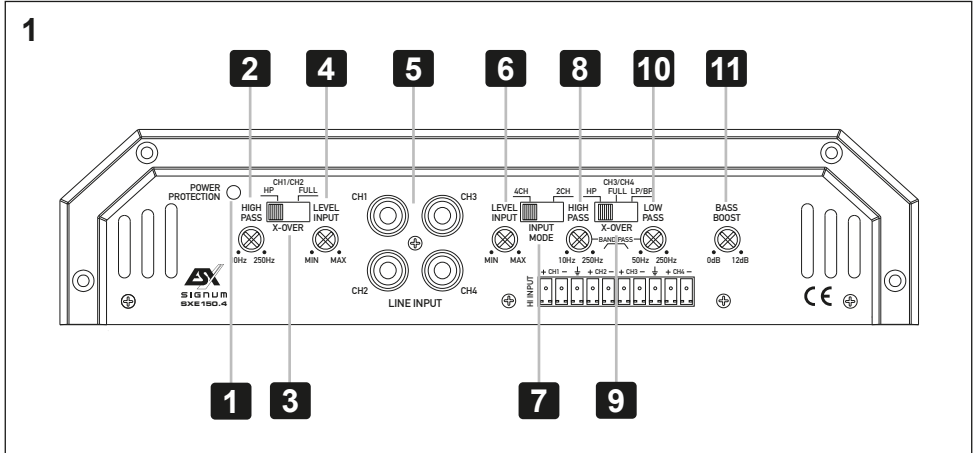 1
2 4 5 6 8 10 11
POWER
PROTECTION
HIGH
PASS
0Hz 250Hz
CH1/CH2
HP FULL
X-OVER
LEVEL
INPUT
MIN MAX
CH1 CH3
CH2 CH4
LINE INPUT
LEVEL
INPUT
MIN MAX
4CH 2CH
INPUT
MODE
HIGH
PASS
10Hz 250Hz
CH3/CH4
HP FULL LP/BP
X-OVER
BAND PASS
LOW
PASS
50Hz 250Hz
BASS
BOOST
0dB 12dB
HI INPUT
+ CH1 − + CH2 − + CH3 − + CH4 −
ESX
SIGNUM
SXE150.4
CE
1 3 7 9